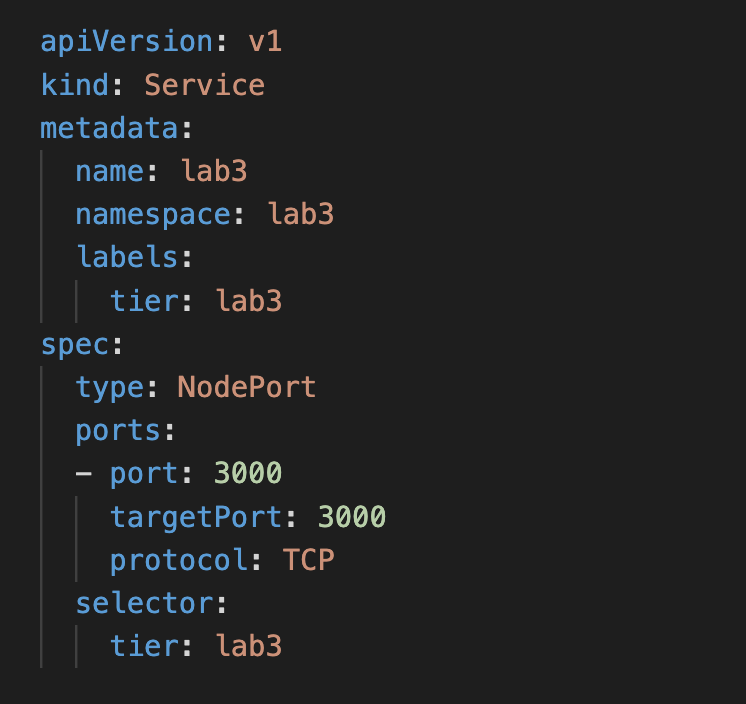 apiVersion: v1
kind: Service
metadata:
  name: lab3
  namespace: lab3
  labels:
    tier: lab3
spec:
  type: NodePort
  ports:
  - port: 3000
    targetPort: 3000
    protocol: TCP
  selector:
    tier: lab3